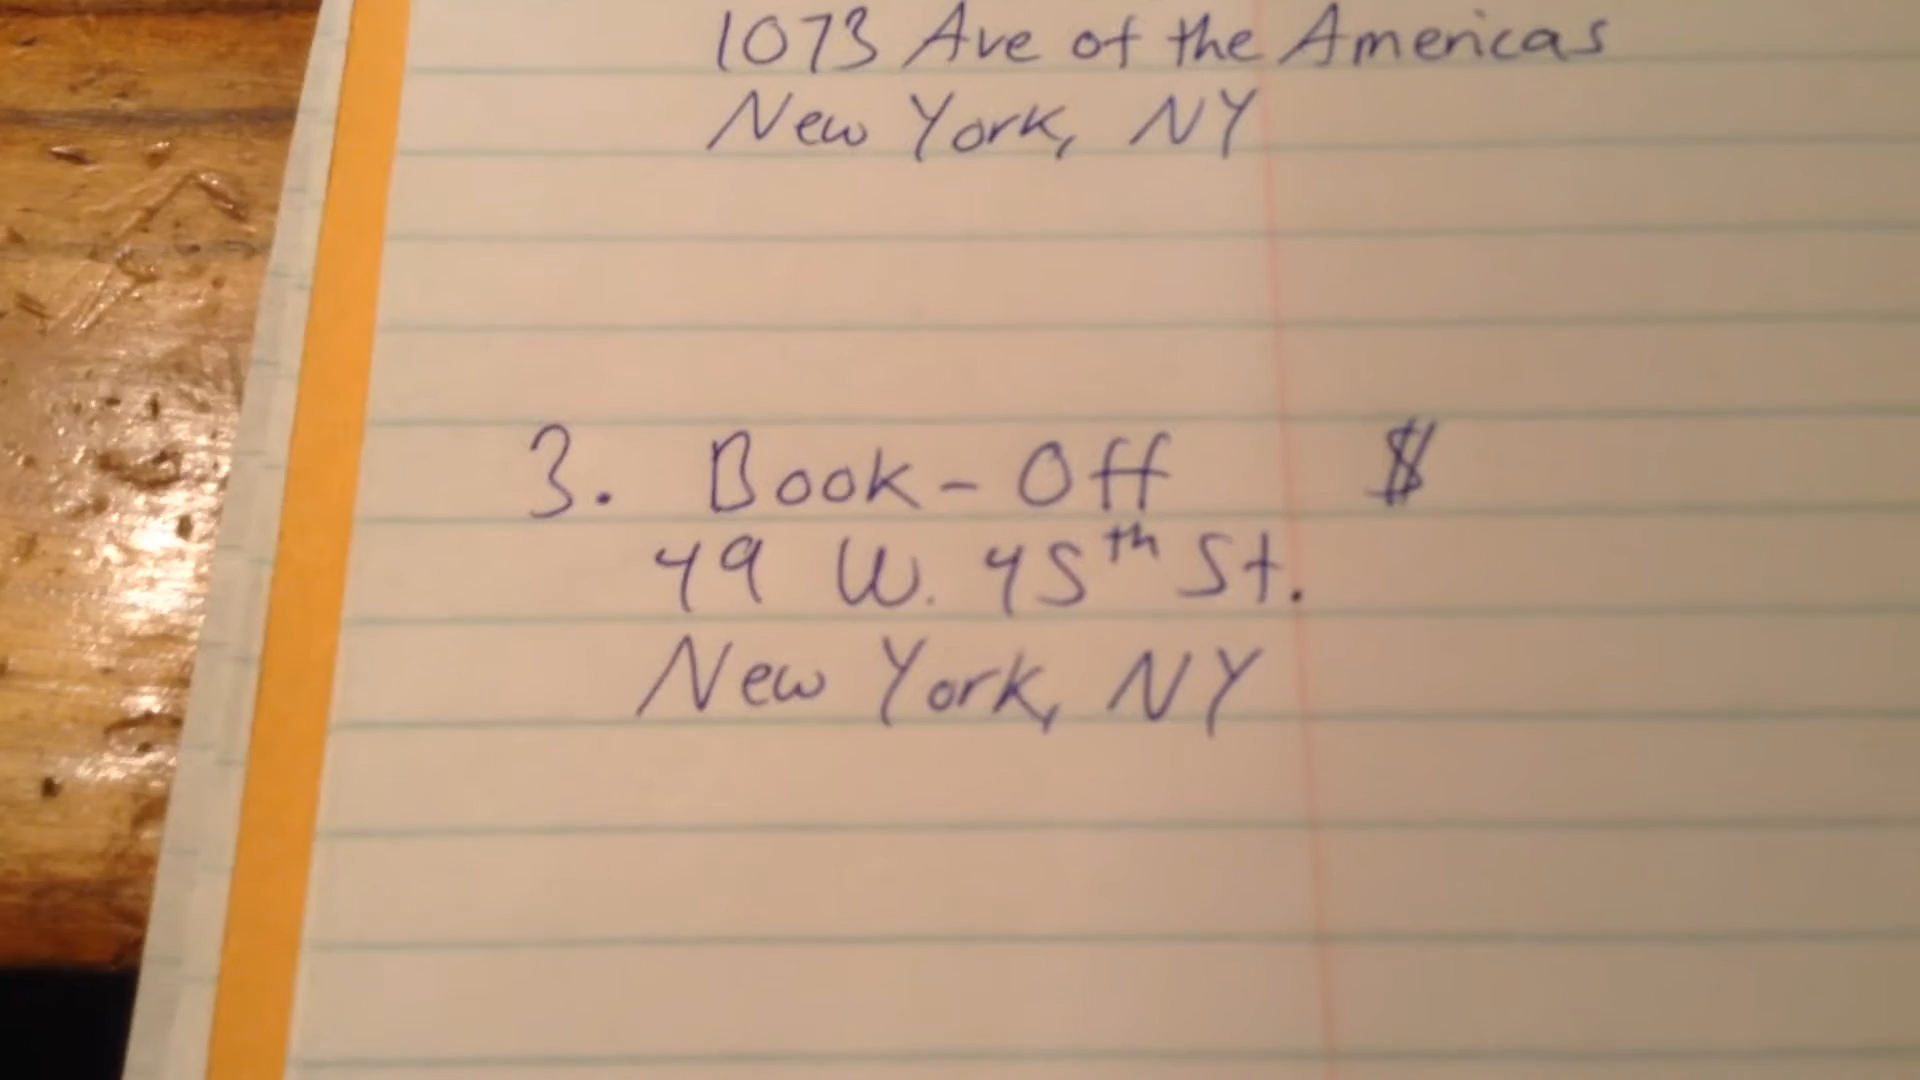 1073 Ave of the Americas
New York, NY
3. Book-Off $
49 W. 45th St.
New York, NY